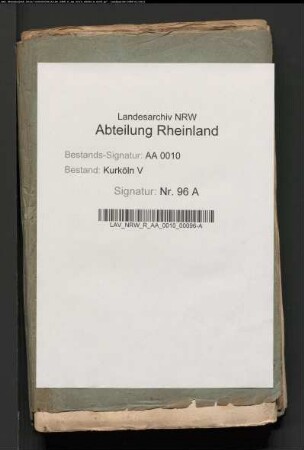 Landesarchiv NRW
Abteilung Rheinland
Bestands-Signatur: AA 0010
Bestand: Kurköln V
Signatur: Nr. 96 A
LAV_NRW_R_AA_0010_00096-A